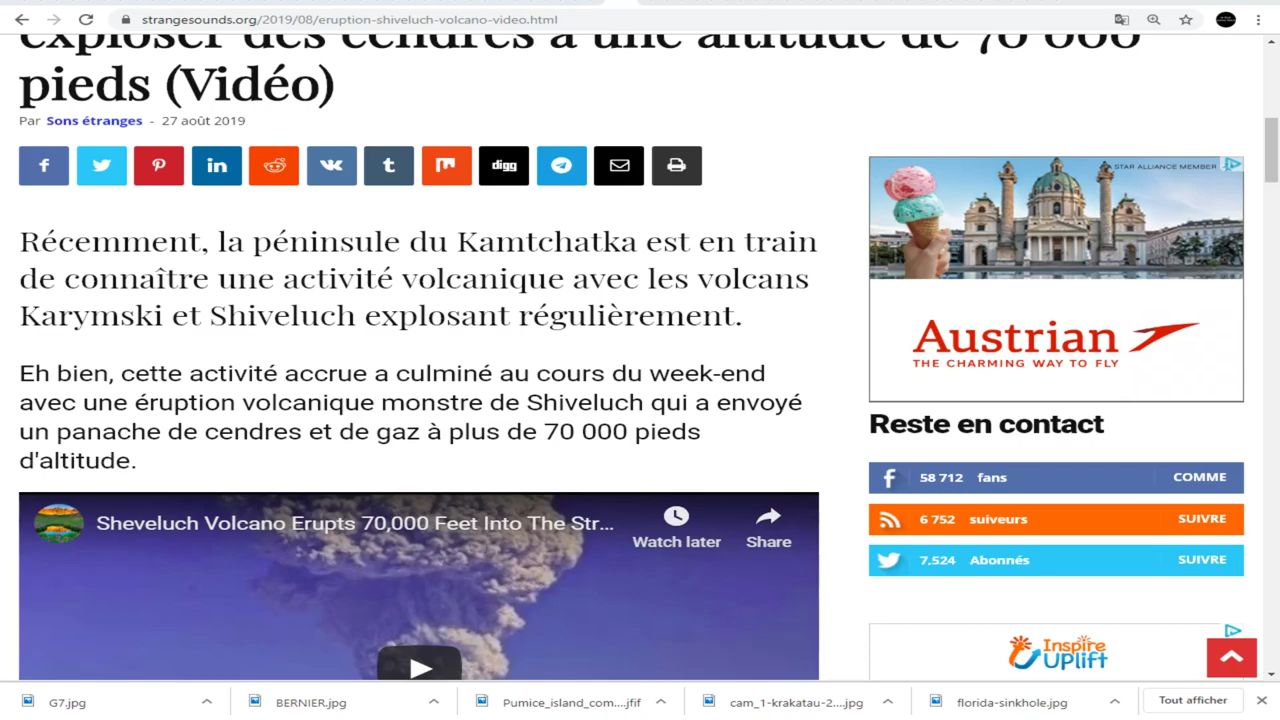 strangesounds.org/2019/08/eruption-shiveluch-volcano-video.html
exploser des cendres à une altitude de 70 000
pieds (Vidéo)
Par Sons étranges - 27 août 2019
digg
Récemment, la péninsule du Kamtchatka est en train
de connaître une activité volcanique avec les volcans
Karymski et Shiveluch explosant régulièrement.
Eh bien, cette activité accrue a culminé au cours du week-end
avec une éruption volcanique monstre de Shiveluch qui a envoyé
un panache de cendres et de gaz à plus de 70 000 pieds
d'altitude.
Sheveluch Volcano Erupts 70,000 Feet Into The Str...
Watch later
Share
STAR ALLIANCE MEMBER
Austrian
THE CHARMING WAY TO FLY
Reste en contact
58 712 fans COMME
6 752 suiveurs SUIVRE
7,524 Abonnés SUIVRE
Inspire
Uplift
G7.jpg
BERNIER.jpg
Pumice_island_com....jfif
cam_1-krakatau-2....jpg
florida-sinkhole.jpg
Tout afficher